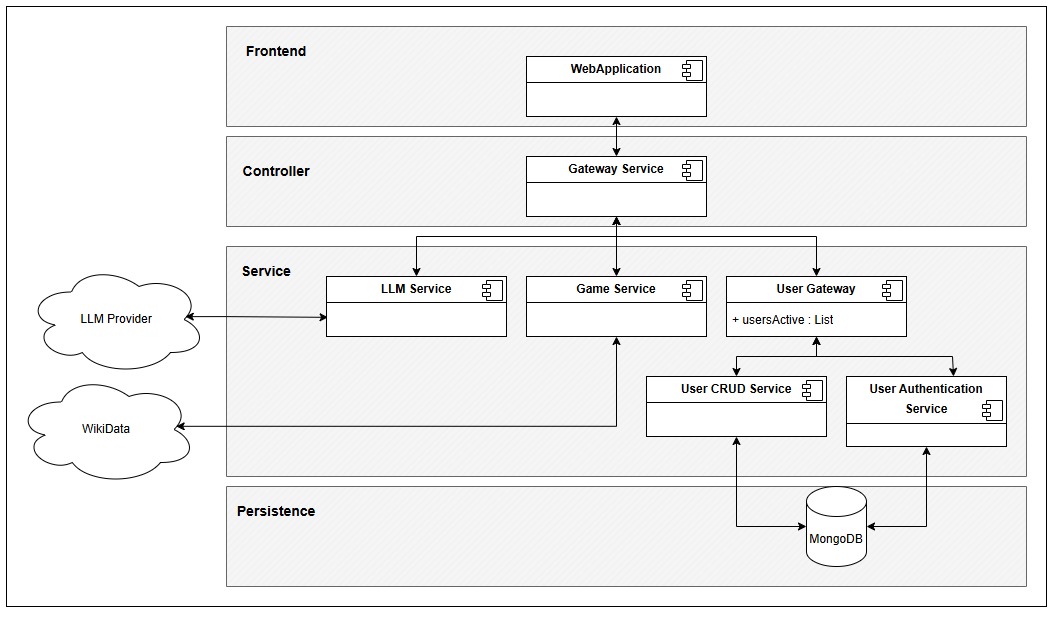 Frontend
WebApplication
Controller
Gateway Service
Service
LLM Service
Game Service
User Gateway
+ usersActive : List
LLM Provider
User CRUD Service
User Authentication
Service
WikiData
Persistence
MongoDB